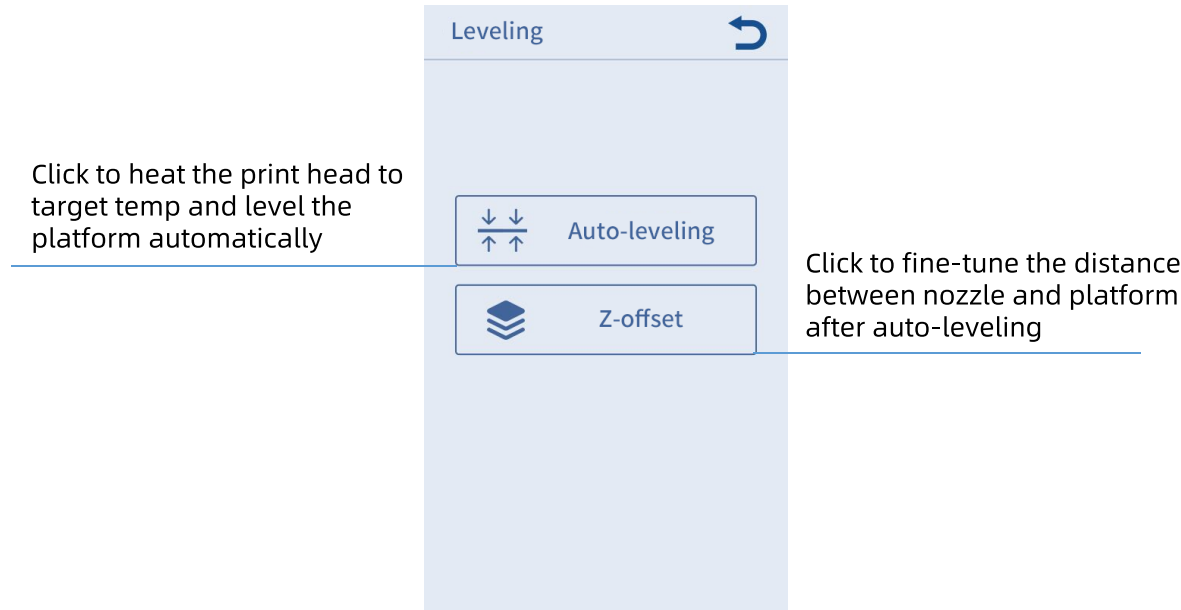 Leveling
Click to heat the print head to
target temp and level the
platform automatically
Auto-leveling
Click to fine-tune the distance
between nozzle and platform
after auto-leveling
Z-offset